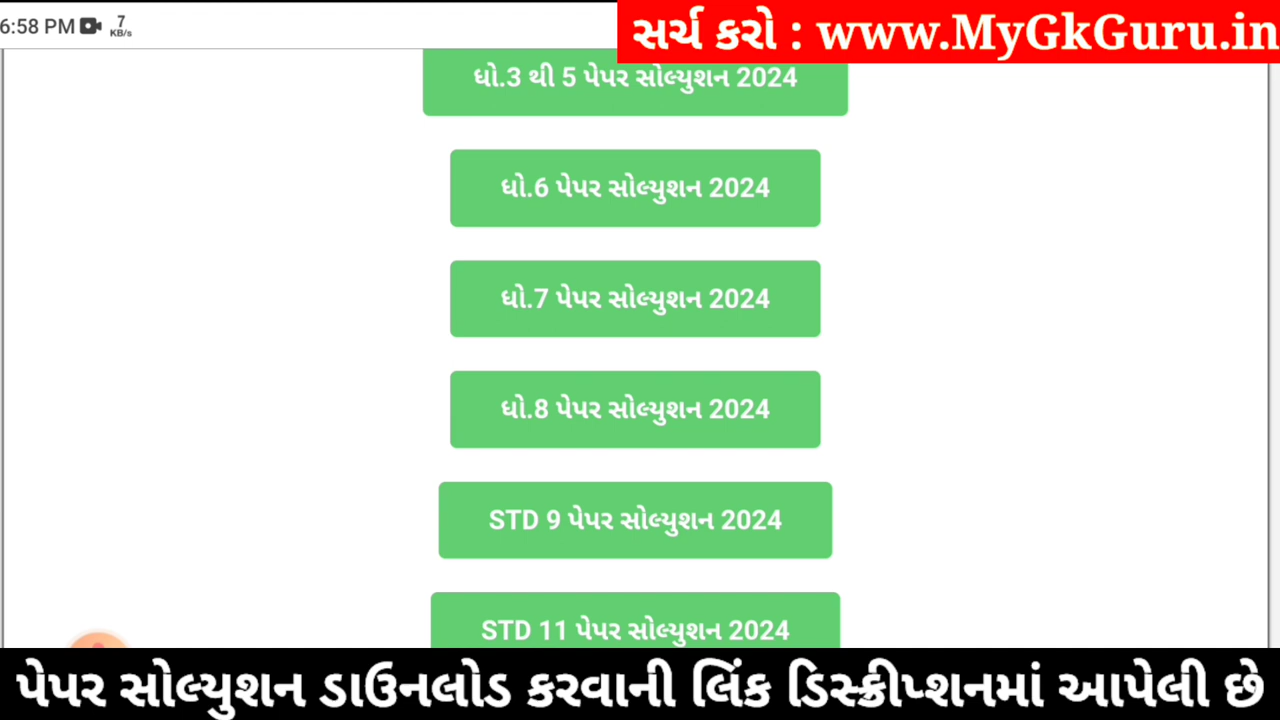 6:58 PM 7 KB/s
સર્ચ કરો : www.MyGkGuru.in
ધો.3 થી 5 પેપર સોલ્યુશન 2024
ધો.6 પેપર સોલ્યુશન 2024
ધો.7 પેપર સોલ્યુશન 2024
ધો.8 પેપર સોલ્યુશન 2024
STD 9 પેપર સોલ્યુશન 2024
STD 11 પેપર સોલ્યુશન 2024
પેપર સોલ્યુશન ડાઉનલોડ કરવાની લિંક ડિસ્ક્રીપ્શનમાં આપેલી છે